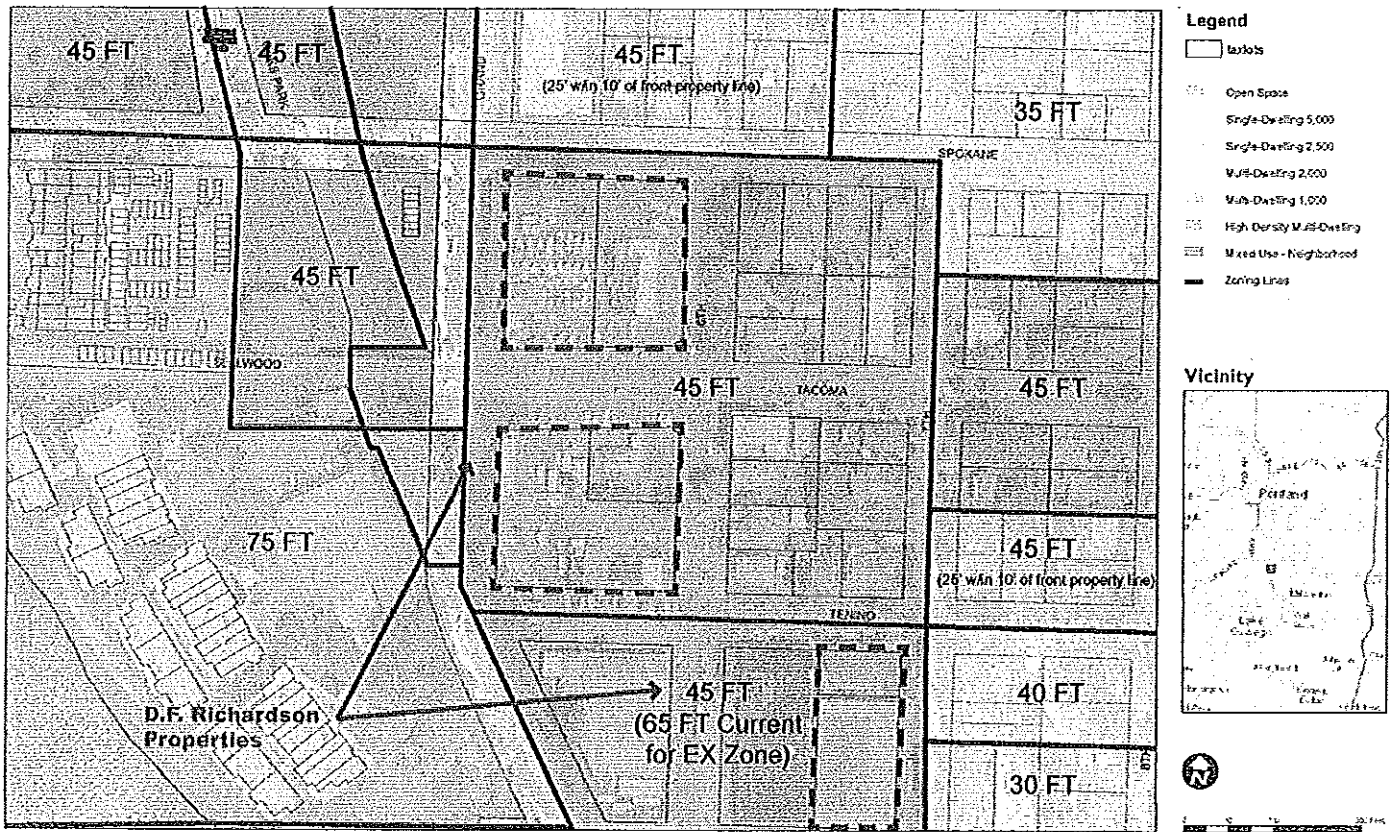 45 FT
45 FT
45 FT
(25' w/in 10' of front property line)
35 FT
PARK
GRAND
SPOKANE
45 FT
45 FT
TACOMA
45 FT
75 FT
45 FT
(25' w/in 10' of front property line)
TENINO
D.F. Richardson
Properties
45 FT
(65 FT Current
for EX Zone)
40 FT
30 FT
8TH
Legend
taxlots
Open Space
Single-Dwelling 5,000
Single-Dwelling 2,500
Multi-Dwelling 2,000
Multi-Dwelling 1,000
High Density Multi-Dwelling
Mixed Use - Neighborhood
Zoning Lines
Vicinity
Portland
N